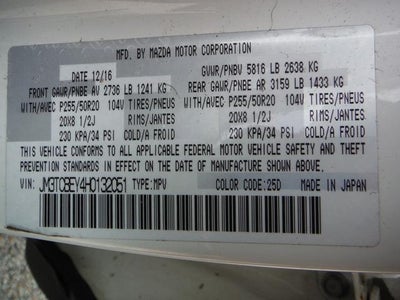 MFD. BY MAZDA MOTOR CORPORATION
DATE 12/16 GVWR/PNBV 5816 LB 2638 KG
FRONT GAWR/PNBE AV 2736 LB 1241 KG REAR GAWR/PNBE AR 3159 LB 1433 KG
WITH/AVEC P255/50R20 104V TIRES/PNEUS WITH/AVEC P255/50R20 104V TIRES/PNEUS
20X8 1/2J RIMS/JANTES 20X8 1/2J RIMS/JANTES
230 KPA/34 PSI COLD/A FROID 230 KPA/34 PSI COLD/A FROID
THIS VEHICLE CONFORMS TO ALL APPLICABLE FEDERAL MOTOR VEHICLE SAFETY AND THEFT
PREVENTION STANDARDS IN EFFECT ON THE DATE OF MANUFACTURE SHOWN ABOVE.
VIN: JM3TCBEY4H0132051 TYPE:MPV COLOR CODE:25D MADE IN JAPAN